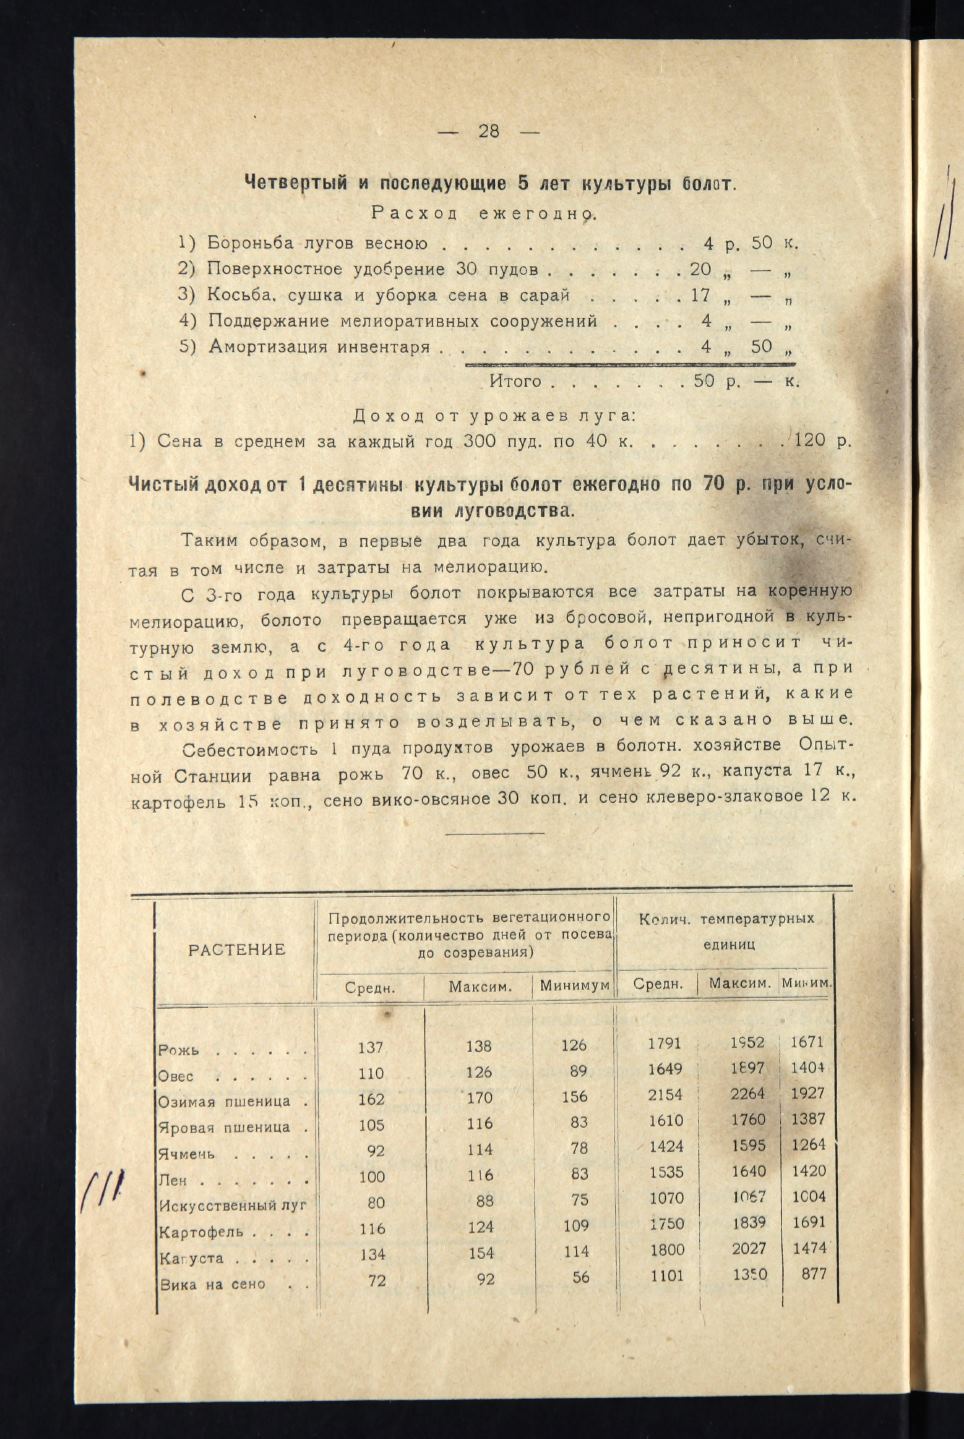 — 28 —
Четвертый и последующие 5 лет культуры болот.
Расход ежегодно.
1) Бороньба лугов весною . . . . . . . . . . . . 4 р. 50 к.
2) Поверхностное удобрение 30 пудов . . . . . . . 20 „ — „
3) Косьба, сушка и уборка сена в сарай . . . . . 17 „ — „
4) Поддержание мелиоративных сооружений . . . . 4 „ — „
5) Амортизация инвентаря . . . . . . . . . . . . 4 „ 50 „
Итого . . . . . . . 50 р. — к.
Доход от урожаев луга:
1) Сена в среднем за каждый год 300 пуд. по 40 к. . . . . . . . 120 р.
Чистый доход от 1 десятины культуры болот ежегодно по 70 р. при усло-
вии луговодства.
Таким образом, в первые два года культура болот дает убыток, счи-
тая в том числе и затраты на мелиорацию.
С 3-го года культуры болот покрываются все затраты на коренную
мелиорацию, болото превращается уже из бросовой, непригодной в куль-
турную землю, а с 4-го года культура болот приносит чи-
стый доход при луговодстве—70 рублей с десятины, а при
полеводстве доходность зависит от тех растений, какие
в хозяйстве принято возделывать, о чем сказано выше.
Себестоимость 1 пуда продуктов урожаев в болотн. хозяйстве Опыт-
ной Станции равна рожь 70 к., овес 50 к., ячмень 92 к., капуста 17 к.,
картофель 15 коп., сено вико-овсяное 30 коп. и сено клеверо-злаковое 12 к.
РАСТЕНИЕ
Продолжительность вегетационного
периода (количество дней от посева
до созревания)
Колич. температурных
единиц
Средн. Максим. Минимум Средн. Максим. Миним.
Рожь . . . . . . 137 138 126 1791 1952 1671
Овес . . . . . . 110 126 89 1649 1897 1404
Озимая пшеница . 162 170 156 2154 2264 1927
Яровая пшеница . 105 116 83 1610 1760 1387
Ячмень . . . . . 92 114 78 1424 1595 1264
Лен . . . . . . . 100 116 83 1535 1640 1420
Искусственный луг 80 88 75 1070 1067 1004
Картофель . . . . 116 124 109 1750 1839 1691
Капуста . . . . . 134 154 114 1800 2027 1474
Вика на сено . . 72 92 56 1101 877